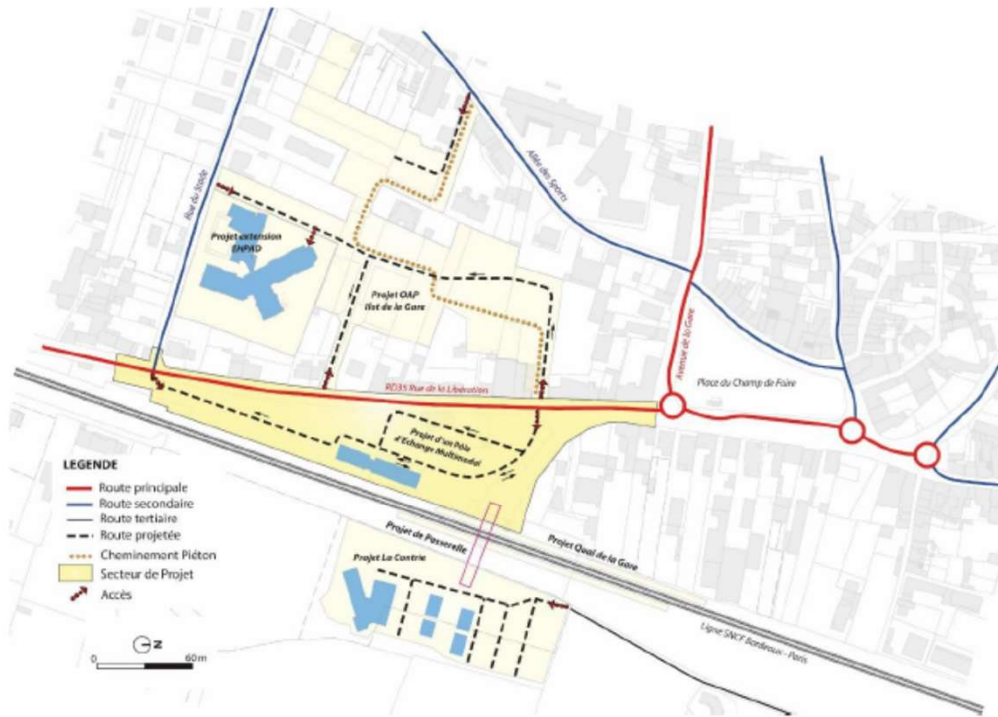 Rue du Stade
Allée des Sports
Projet extension
EHPAD
Projet OAP
Ilot de la Gare
Avenue de la Gare
Place du Champ de Foire
RD35 Rue de la Libération
Projet d'un Pôle
d'Echange Multimodal
LEGENDE
Route principale
Route secondaire
Route tertiaire
Route projetée
Cheminement Piéton
Secteur de Projet
Accès
N
0 60m
Projet de Passerelle
Projet Quai de la Gare
Projet La Contrie
Ligne SNCF Bordeaux - Paris